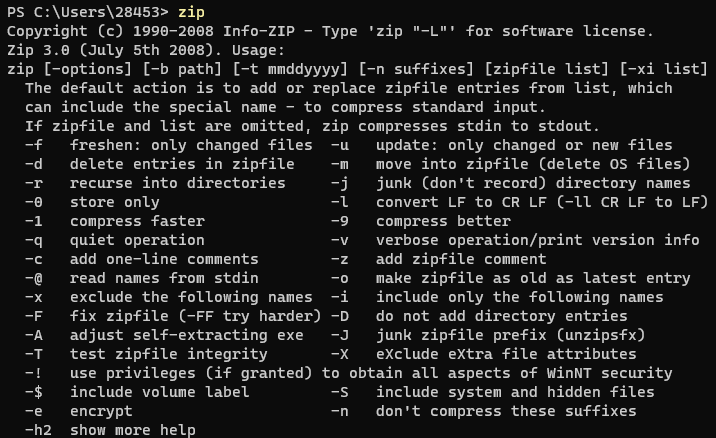 PS C:\Users\28453> zip
Copyright (c) 1990-2008 Info-ZIP - Type 'zip "-L"' for software license.
Zip 3.0 (July 5th 2008). Usage:
zip [-options] [-b path] [-t mmddyyyy] [-n suffixes] [zipfile list] [-xi list]
  The default action is to add or replace zipfile entries from list, which
  can include the special name - to compress standard input.
  If zipfile and list are omitted, zip compresses stdin to stdout.
  -f   freshen: only changed files  -u   update: only changed or new files
  -d   delete entries in zipfile    -m   move into zipfile (delete OS files)
  -r   recurse into directories     -j   junk (don't record) directory names
  -0   store only                   -l   convert LF to CR LF (-ll CR LF to LF)
  -1   compress faster              -9   compress better
  -q   quiet operation              -v   verbose operation/print version info
  -c   add one-line comments        -z   add zipfile comment
  -@   read names from stdin        -o   make zipfile as old as latest entry
  -x   exclude the following names  -i   include only the following names
  -F   fix zipfile (-FF try harder) -D   do not add directory entries
  -A   adjust self-extracting exe   -J   junk zipfile prefix (unzipsfx)
  -T   test zipfile integrity       -X   eXclude eXtra file attributes
  -!   use privileges (if granted) to obtain all aspects of WinNT security
  -$   include volume label         -S   include system and hidden files
  -e   encrypt                      -n   don't compress these suffixes
  -h2  show more help